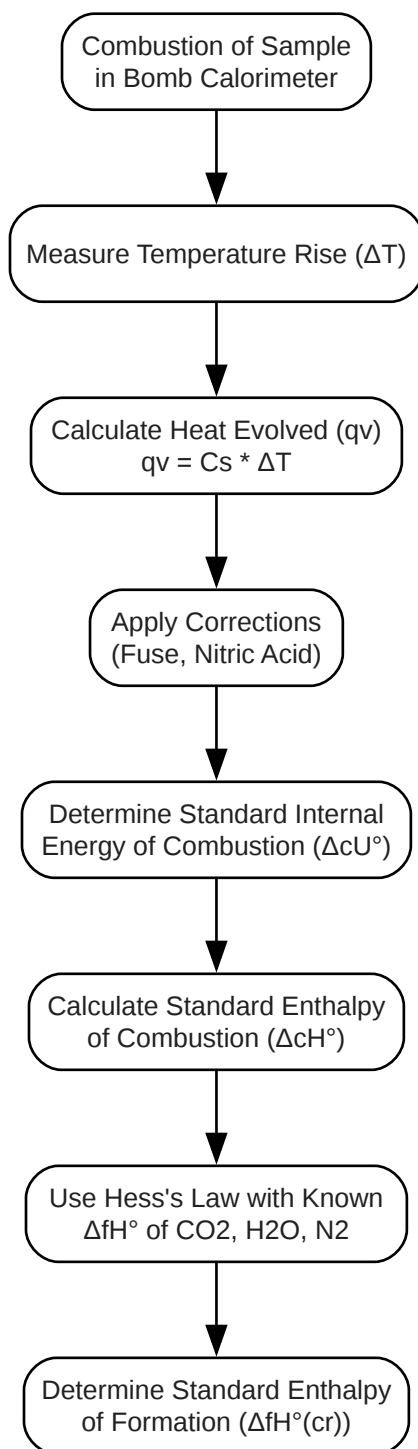 Combustion of Sample
in Bomb Calorimeter
Measure Temperature Rise (ΔT)
Calculate Heat Evolved (qv)
qv = Cs * ΔT
Apply Corrections
(Fuse, Nitric Acid)
Determine Standard Internal
Energy of Combustion (ΔcU°)
Calculate Standard Enthalpy
of Combustion (ΔcH°)
Use Hess's Law with Known
ΔfH° of CO2, H2O, N2
Determine Standard Enthalpy
of Formation (ΔfH°(cr))